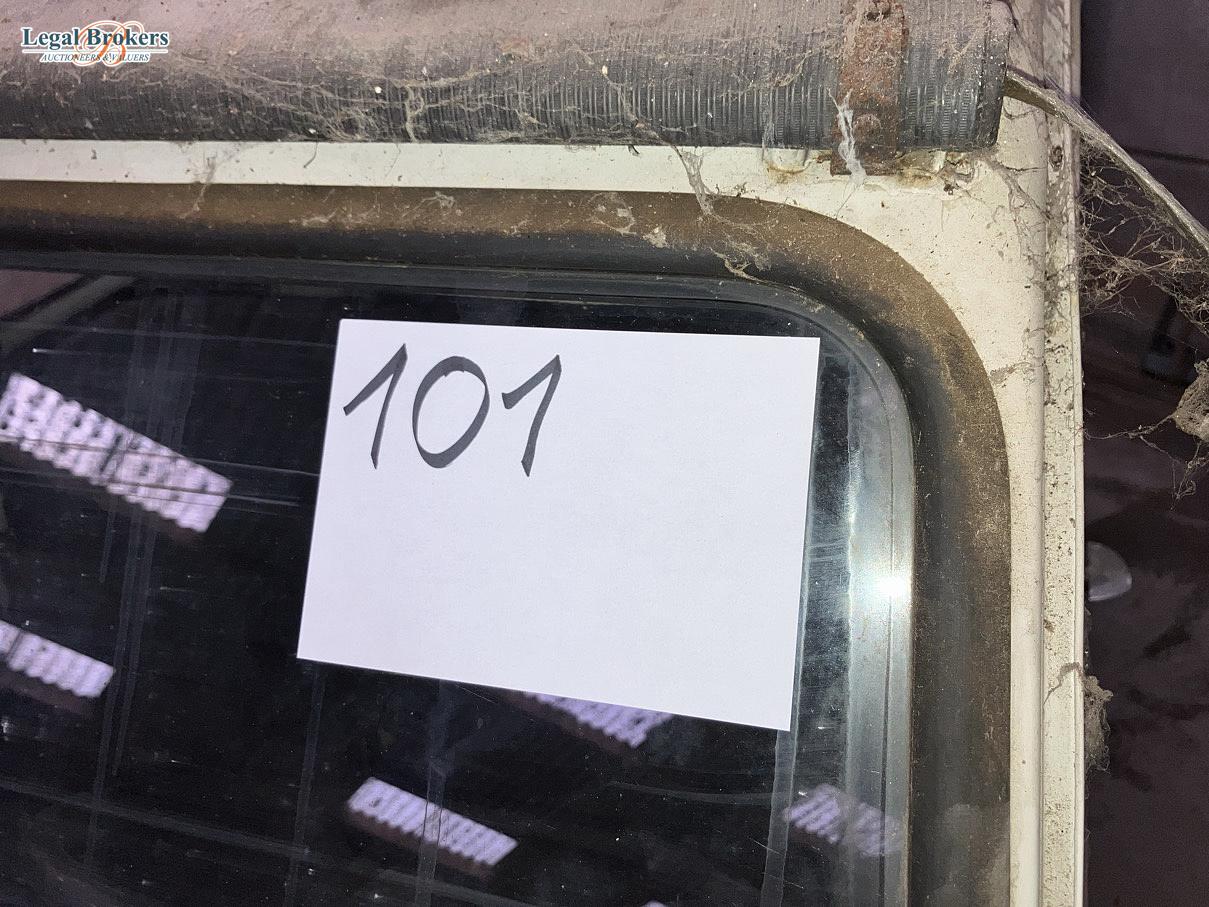 Legal Brokers
AUCTIONEERS & VALUERS
101